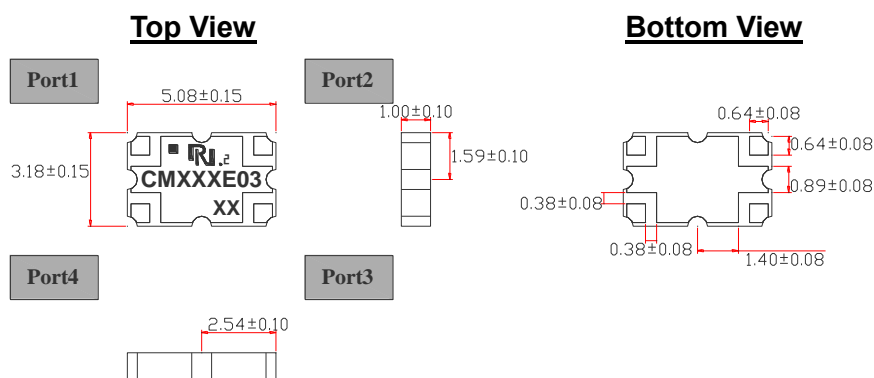 Top View
Bottom View
Port1
Port2
5.08±0.15
1.00±0.10
0.64±0.08
3.18±0.15
1.59±0.10
0.64±0.08
CMXXXE03
XX
0.89±0.08
0.38±0.08
0.38±0.08
1.40±0.08
Port4
Port3
2.54±0.10